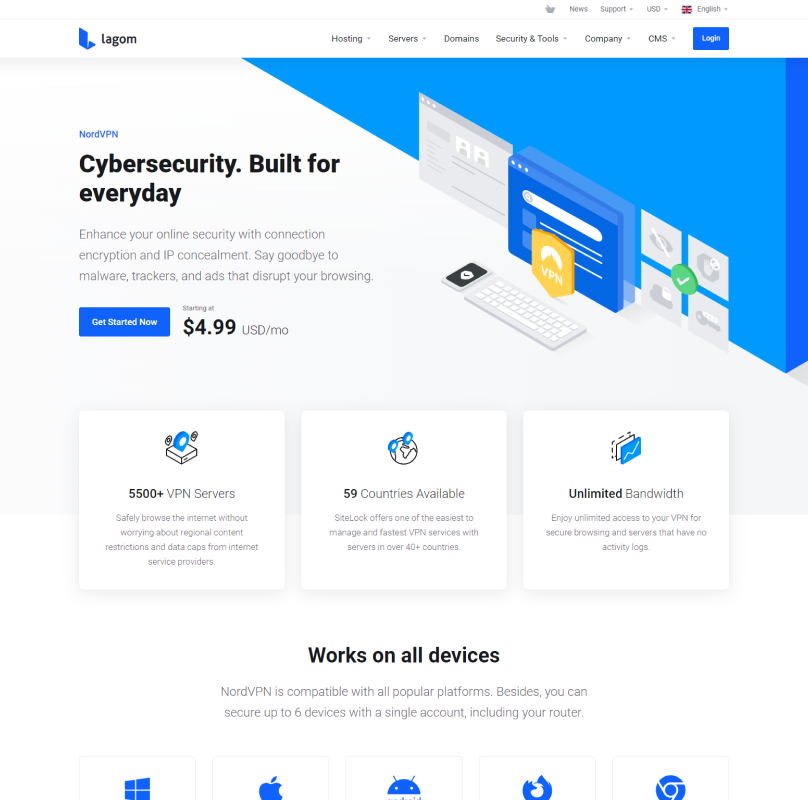 News Support USD English
lagom
Hosting Servers Domains Security & Tools Company CMS Login
NordVPN
Cybersecurity. Built for
everyday
Enhance your online security with connection
encryption and IP concealment. Say goodbye to
malware, trackers, and ads that disrupt your browsing.
Get Started Now
Starting at
$4.99 USD/mo
VPN
5500+ VPN Servers
Safely browse the internet without
worrying about regional content
restrictions and data caps from internet
service providers.
59 Countries Available
SiteLock offers one of the easiest to
manage and fastest VPN services with
servers in over 40+ countries.
Unlimited Bandwidth
Enjoy unlimited access to your VPN for
secure browsing and servers that have no
activity logs.
Works on all devices
NordVPN is compatible with all popular platforms. Besides, you can
secure up to 6 devices with a single account, including your router.